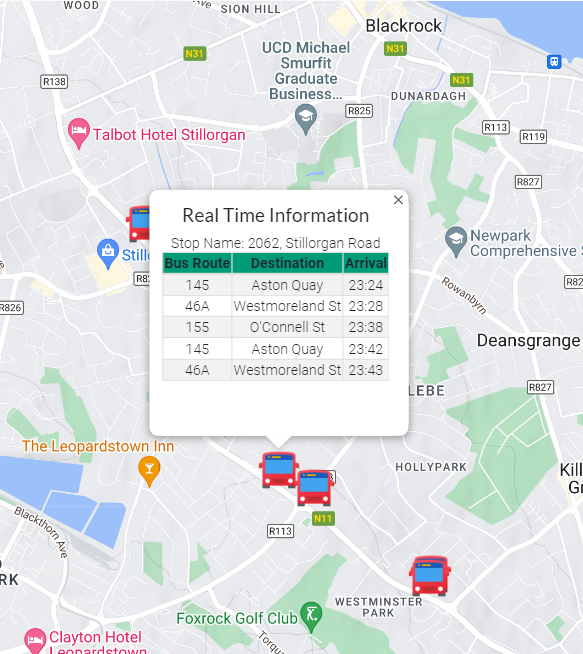 WOOD
SION HILL
Blackrock
N31
N31
UCD Michael
Smurfit
Graduate
Business...
R138
N31
DUNARDAGH
R825
R113
R119
Talbot Hotel Stillorgan
R827
Real Time Information
Stop Name: 2062, Stillorgan Road
Bus Route Destination Arrival
145 Aston Quay 23:24
46A Westmoreland St 23:28
155 O'Connell St 23:38
145 Aston Quay 23:42
46A Westmoreland St 23:43
Newpark
Comprehensive S
Stillo
R82
R826
Rowanbyrn
Deansgrange
R827
LEBE
The Leopardstown Inn
HOLLYPARK
Kill
Gr
N11
R113
Blackthorn Ave
RK
WESTMINSTER
PARK
Foxrock Golf Club
Torqu
Clayton Hotel
Leopardstown